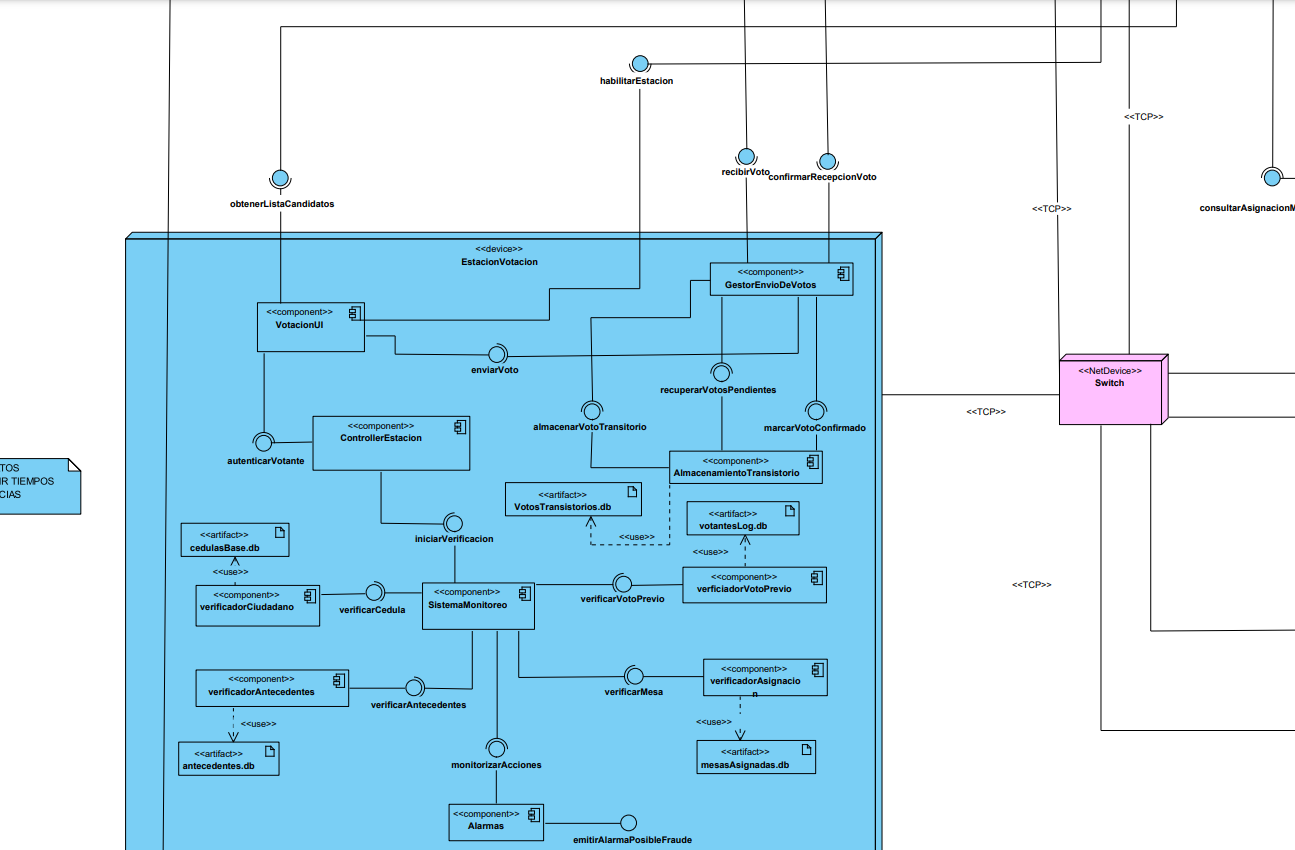 habilitarEstacion
<<TCP>>
recibirVoto
confirmarRecepcionVoto
obtenerListaCandidatos
<<TCP>>
consultarAsignacionM
<<device>>
EstacionVotacion
<<component>>
GestorEnvioDeVotos
<<component>>
VotacionUI
enviarVoto
<<NetDevice>>
Switch
recuperarVotosPendientes
<<TCP>>
almacenarVotoTransitorio
marcarVotoConfirmado
<<component>>
ControllerEstacion
autenticarVotante
<<component>>
AlmacenamientoTransistorio
TOS
IR TIEMPOS
CIAS
<<artifact>>
VotosTransistorios.db
<<artifact>>
votantesLog.db
iniciarVerificacion
<<use>>
<<use>>
<<artifact>>
cedulasBase.db
<<use>>
<<component>>
verificadorCiudadano
verificarCedula
<<component>>
SistemaMonitoreo
verificarVotoPrevio
<<component>>
verficiadorVotoPrevio
<<TCP>>
<<component>>
verificadorAntecedentes
verificarAntecedentes
verificarMesa
<<component>>
verificadorAsignacio
n
<<use>>
<<use>>
<<artifact>>
antecedentes.db
monitorizarAcciones
<<artifact>>
mesasAsignadas.db
<<component>>
Alarmas
emitirAlarmaPosibleFraude